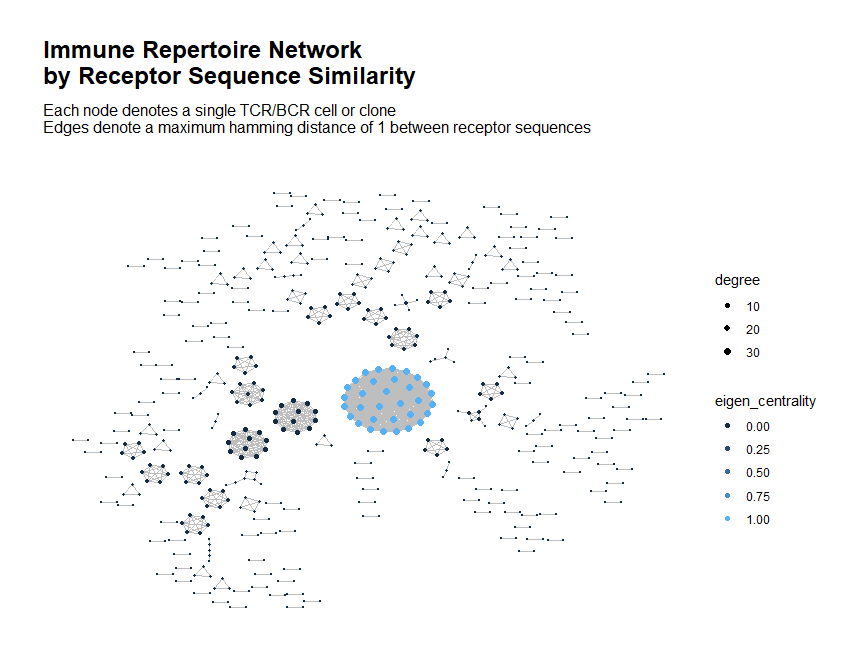 Immune Repertoire Network
by Receptor Sequence Similarity
Each node denotes a single TCR/BCR cell or clone
Edges denote a maximum hamming distance of 1 between receptor sequences
degree
10
20
30
eigen_centrality
0.00
0.25
0.50
0.75
1.00